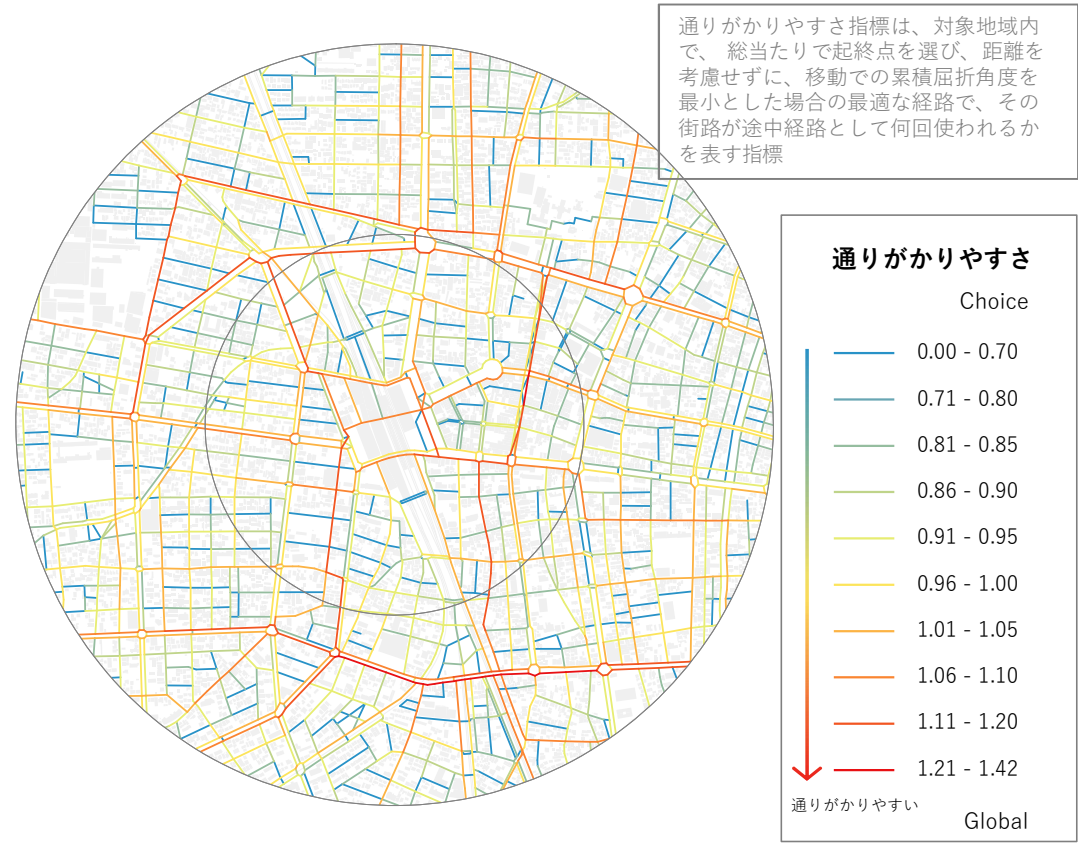 通りがかりやすさ指標は、対象地域内
で、 総当たりで起終点を選び、距離を
考慮せずに、移動での累積屈折角度を
最小とした場合の最適な経路で、その
街路が途中経路として何回使われるか
を表す指標
通りがかりやすさ
Choice
0.00 - 0.70
0.71 - 0.80
0.81 - 0.85
0.86 - 0.90
0.91 - 0.95
0.96 - 1.00
1.01 - 1.05
1.06 - 1.10
1.11 - 1.20
1.21 - 1.42
通りがかりやすい
Global